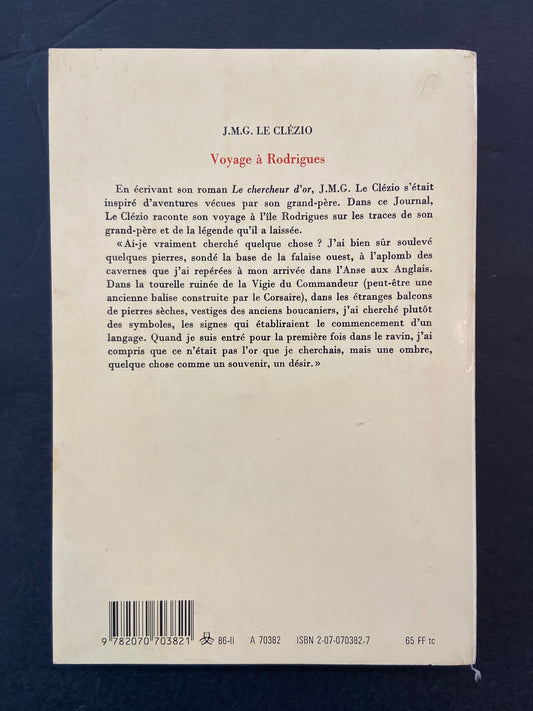 J.M.G. LE CLÉZIO
Voyage à Rodrigues
En écrivant son roman Le chercheur d'or, J.M.G. Le Clézio s'était
inspiré d'aventures vécues par son grand-père. Dans ce Journal,
Le Clézio raconte son voyage à l'île Rodrigues sur les traces de son
grand-père et de la légende qu'il a laissée.
« Ai-je vraiment cherché quelque chose ? J'ai bien sûr soulevé
quelques pierres, sondé la base de la falaise ouest, à l'aplomb des
cavernes que j'ai repérées à mon arrivée dans l'Anse aux Anglais.
Dans la tourelle ruinée de la Vigie du Commandeur (peut-être une
ancienne balise construite par le Corsaire), dans les étranges balcons
de pierres sèches, vestiges des anciens boucaniers, j'ai cherché plutôt
des symboles, les signes qui établiraient le commencement d'un
langage. Quand je suis entré pour la première fois dans le ravin, j'ai
compris que ce n'était pas l'or que je cherchais, mais une ombre,
quelque chose comme un souvenir, un désir. »
9 782070 703821 86-II A 70382 ISBN 2-07-070382-7 65 FF tc